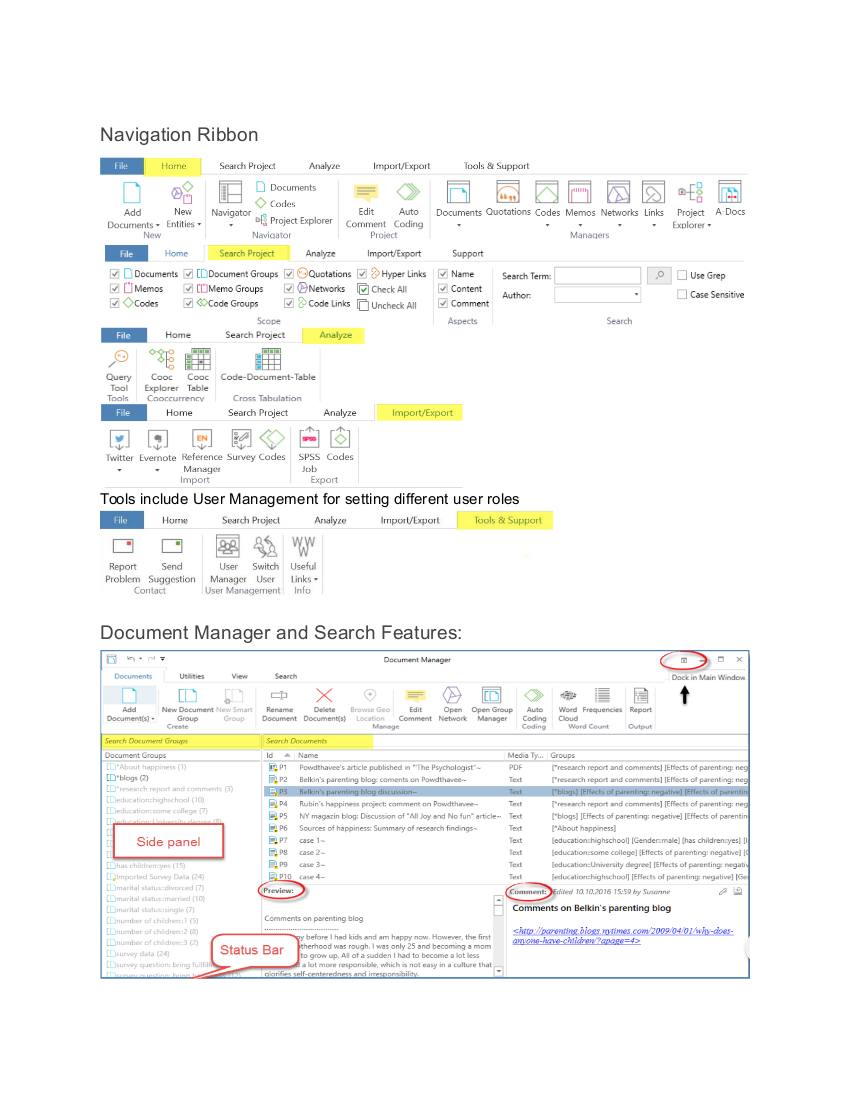 Navigation Ribbon
File Home Search Project Analyze Import/Export Tools & Support
Documents
Codes
Project Explorer
Add Documents New Entities Navigator Edit Comment Auto Coding Documents Quotations Codes Memos Networks Links Project Explorer A-Docs
New Navigator Project Managers
File Home Search Project Analyze Import/Export Support
Documents Document Groups Quotations Hyper Links Name Search Term: Use Grep
Memos Memo Groups Networks Check All Content
Codes Code Groups Code Links Uncheck All Comment Author: Case Sensitive
Scope Aspects Search
File Home Search Project Analyze
Query Tool Cooc Explorer Cooc Table Code-Document-Table
Tools Cooccurrency Cross Tabulation
File Home Search Project Analyze Import/Export
Twitter Evernote Reference Manager Survey Codes SPSS Job Codes
Import Export
Tools include User Management for setting different user roles
File Home Search Project Analyze Import/Export Tools & Support
Report Problem Send Suggestion User Manager Switch User Useful Links
Contact User Management Info
Document Manager and Search Features:
Document Manager
Documents Utilities View Search Dock in Main Window
Add Document(s) New Document Group New Smart Group Rename Document Delete Document(s) Browse Geo Location Edit Comment Open Network Open Group Manager Auto Coding Word Cloud Frequencies Report
Create Manage Coding Word Count Output
Search Document Groups Search Documents
Document Groups Id Name Media Ty... Groups
*About happiness (1) P1 Powdthavee's article published in "The Psychologist"~ PDF [*research report and comments] [Effects of parenting: neg
*blogs (2) P2 Belkin's parenting blog: coments on Powdthavee~ Text [*research report and comments] [Effects of parenting: neg
*research report and comments (3) P3 Belkin's parenting blog discussion~ Text [*blogs] [Effects of parenting: negative] [Effects of parentin
education:highschool (10) P4 Rubin's happiness project: comment on Powdthavee~ Text [*research report and comments] [Effects of parenting: neg
education::some college (7) P5 NY magazin blog: Discussion of "All Joy and No fun" article~ Text [*blogs] [Effects of parenting: negative] [Effects of parentin
education::University degree (8) P6 Sources of happiness: Summary of research findings~ Text [*About happiness]
P7 case 1~ Text [education:highschool] [Gender::male] [has children::yes] [I
Side panel P8 case 2~ Text [education::some college] [Effects of parenting: negative] [C
has children::yes (15) P9 case 3~ Text [education::University degree] [Effects of parenting: negative]
Imported Survey Data (24) P10 case 4~ Text [education:highschool] [Effects of parenting: negative] [Ge
marital status::divorced (7) Preview: Comment: Edited 10.10.2016 15:59 by Susanne
marital status::married (10)
marital status::single (7) Comments on Belkin's parenting blog
number of children::1 (5) Comments on parenting blog
number of children::2 (8) ------------------------------ <http://parenting.blogs.nytimes.com/2009/04/01/why-does-
number of children::3 (2) py before I had kids and am happy now. However, the first anyone-have-children/?apage=4>
survey data (24) otherhood was rough. I was only 25 and becoming a mom
Status Bar to grow up. All of a sudden I had to become a lot less
survey question: bring fulfillm a lot more responsible, which is not easy in a culture that
survey question: bring glorifies self-centeredness and irresponsibility.